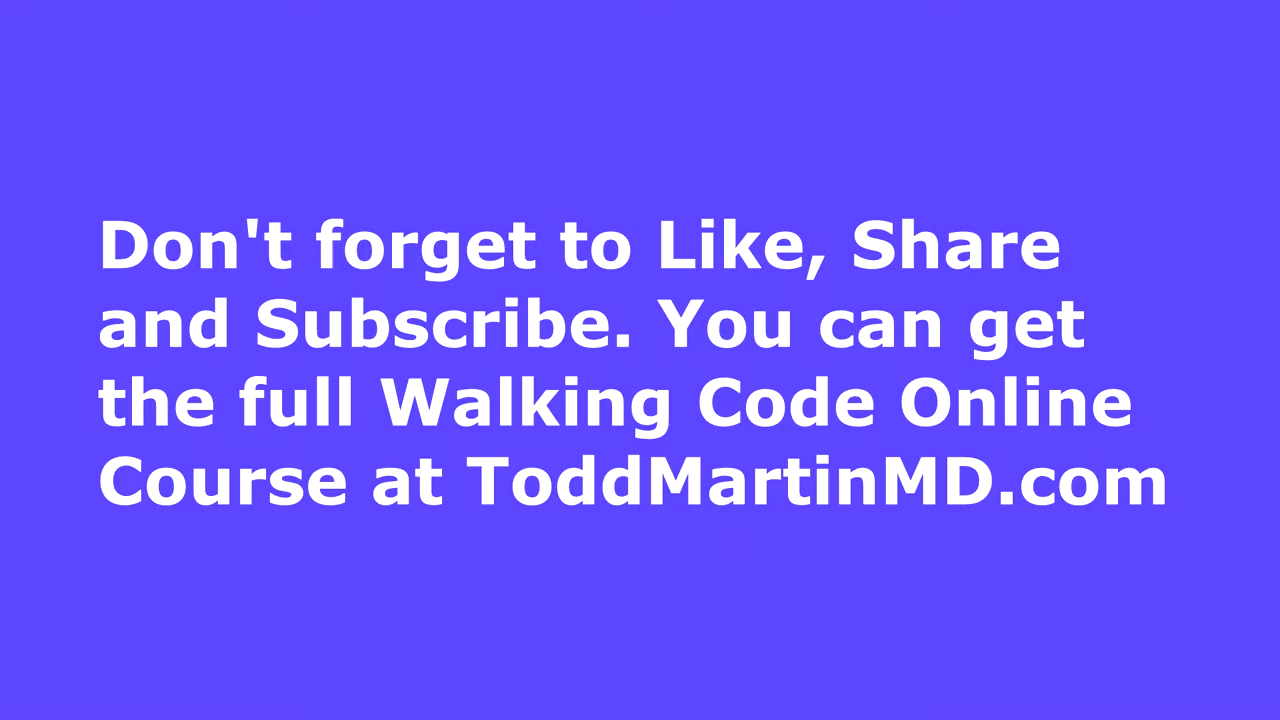 Don't forget to Like, Share
and Subscribe. You can get
the full Walking Code Online
Course at ToddMartinMD.com